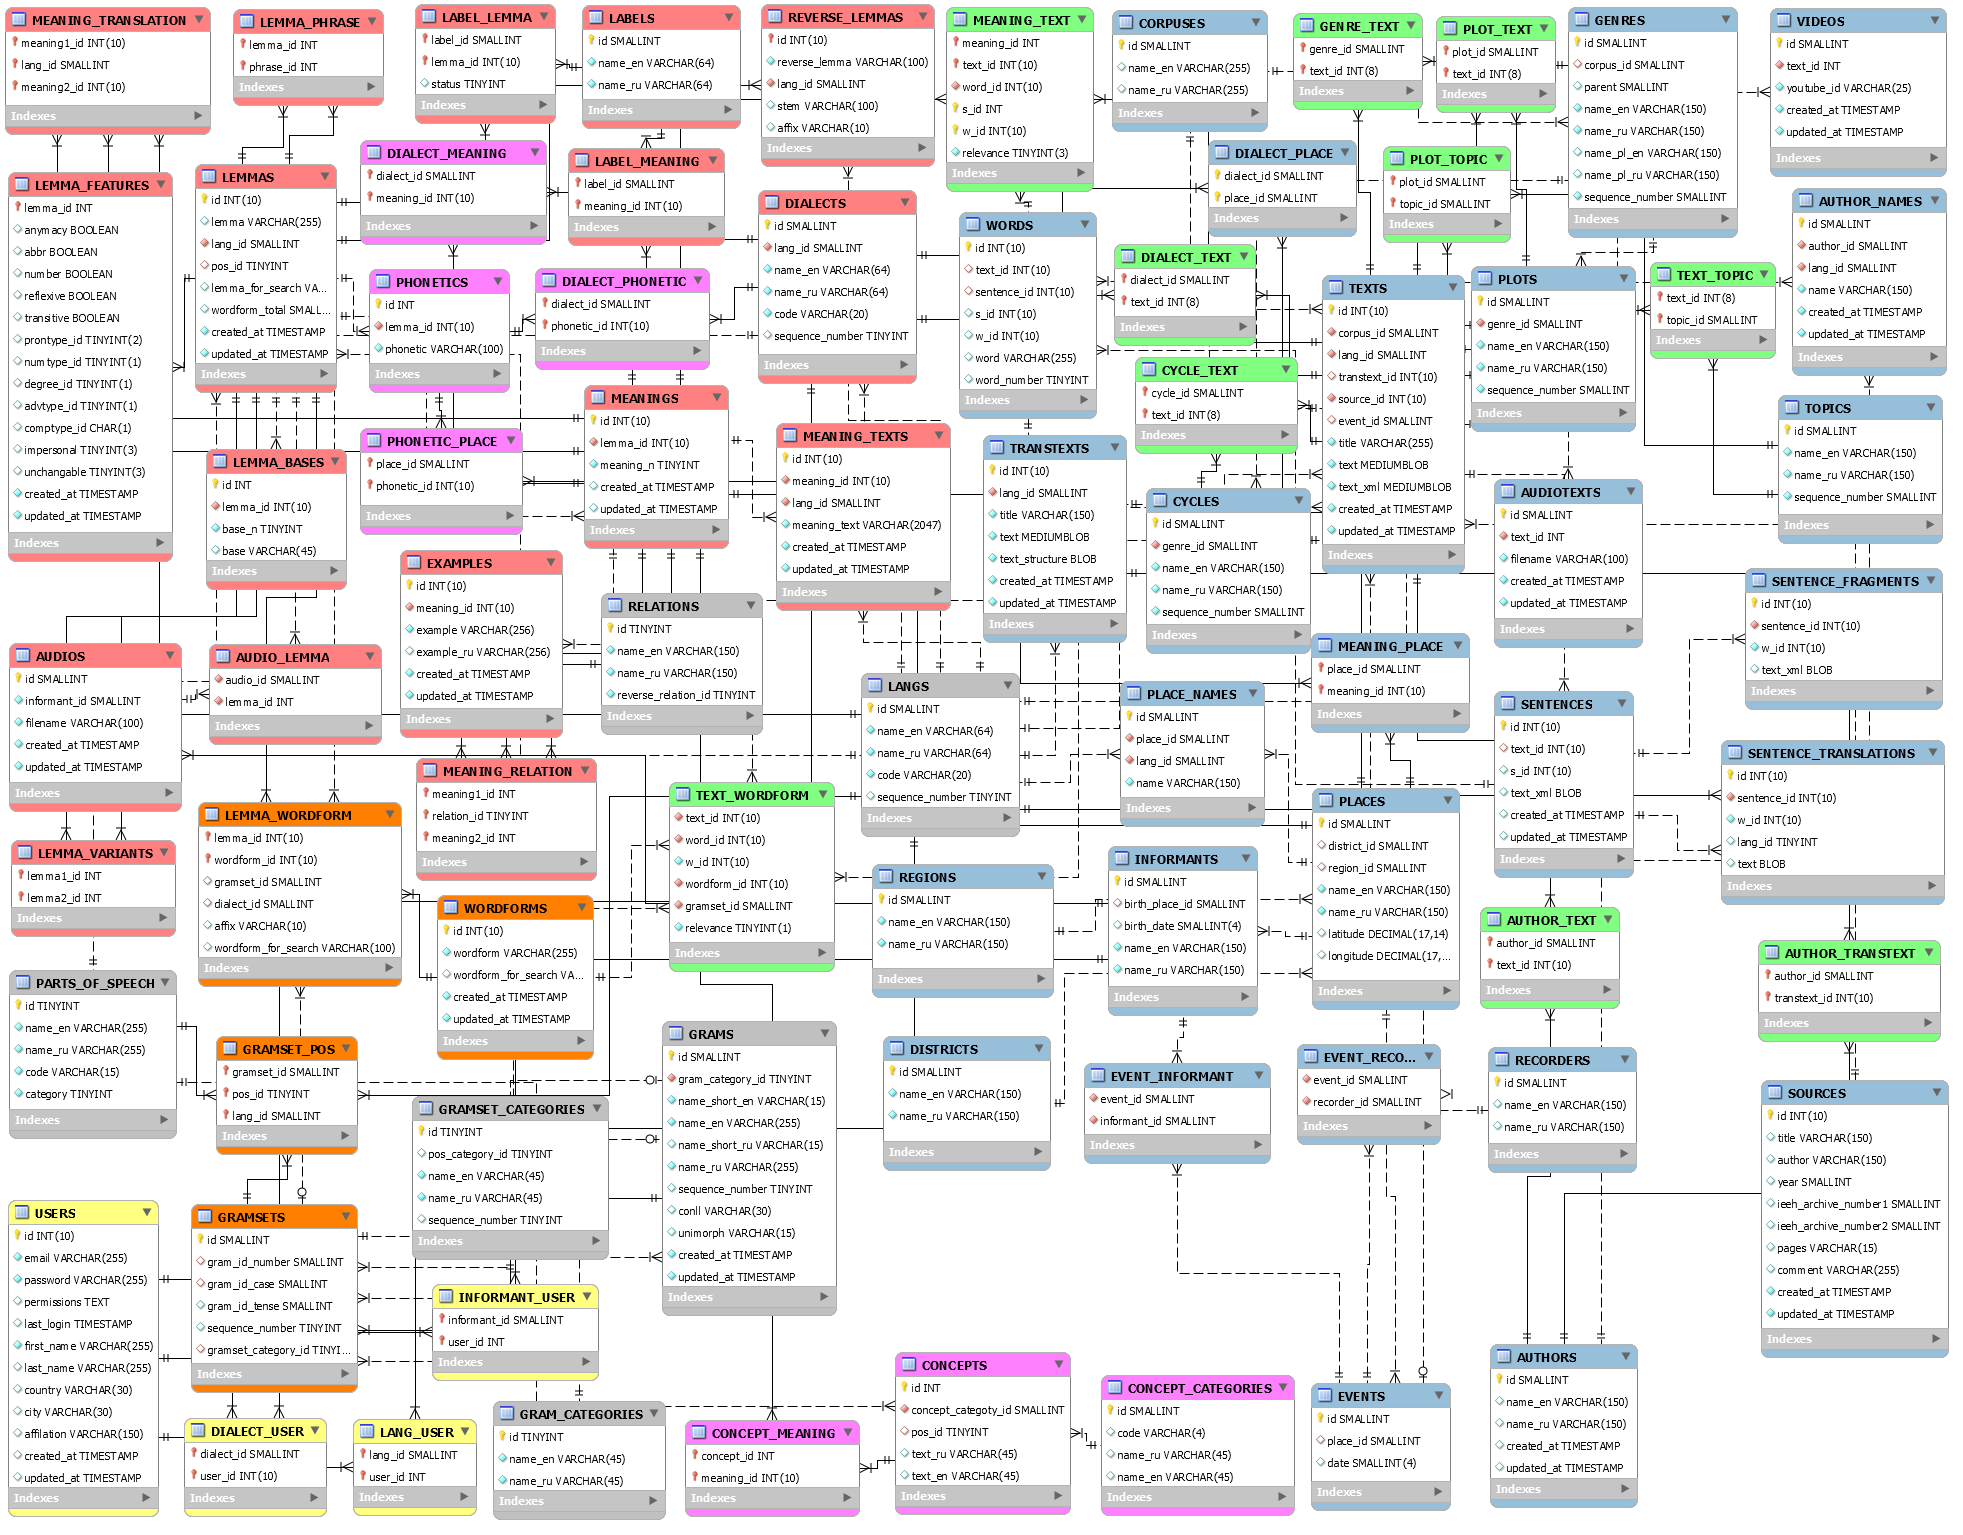 MEANING_TRANSLATION
meaning1_id INT(10)
lang_id SMALLINT
meaning2_id INT(10)
Indexes
LEMMA_PHRASE
lemma_id INT
phrase_id INT
Indexes
LABEL_LEMMA
label_id SMALLINT
lemma_id INT(10)
status TINYINT
Indexes
LABELS
id SMALLINT
name_en VARCHAR(64)
name_ru VARCHAR(64)
Indexes
REVERSE_LEMMAS
id INT(10)
reverse_lemma VARCHAR(100)
lang_id SMALLINT
stem VARCHAR(100)
affix VARCHAR(10)
Indexes
MEANING_TEXT
meaning_id INT
text_id INT(10)
word_id INT(10)
s_id INT
w_id INT(10)
relevance TINYINT(3)
Indexes
CORPUSES
id SMALLINT
name_en VARCHAR(255)
name_ru VARCHAR(255)
Indexes
GENRE_TEXT
genre_id SMALLINT
text_id INT(8)
Indexes
PLOT_TEXT
plot_id SMALLINT
text_id INT(8)
Indexes
GENRES
id SMALLINT
corpus_id SMALLINT
parent SMALLINT
name_en VARCHAR(150)
name_ru VARCHAR(150)
name_pl_en VARCHAR(150)
name_pl_ru VARCHAR(150)
sequence_number SMALLINT
Indexes
VIDEOS
id SMALLINT
text_id INT
youtube_id VARCHAR(25)
created_at TIMESTAMP
updated_at TIMESTAMP
Indexes
LEMMA_FEATURES
lemma_id INT
anymacy BOOLEAN
abbr BOOLEAN
number BOOLEAN
reflexive BOOLEAN
transitive BOOLEAN
prontype_id TINYINT(2)
numtype_id TINYINT(1)
degree_id TINYINT(1)
advtype_id TINYINT(1)
comptype_id CHAR(1)
impersonal TINYINT(3)
unchangable TINYINT(3)
created_at TIMESTAMP
updated_at TIMESTAMP
Indexes
LEMMAS
id INT(10)
lemma VARCHAR(255)
lang_id SMALLINT
pos_id TINYINT
lemma_for_search VA...
wordform_total SMALL...
created_at TIMESTAMP
updated_at TIMESTAMP
Indexes
DIALECT_MEANING
dialect_id SMALLINT
meaning_id INT(10)
Indexes
LABEL_MEANING
label_id SMALLINT
meaning_id INT(10)
Indexes
DIALECTS
id SMALLINT
lang_id SMALLINT
name_en VARCHAR(64)
name_ru VARCHAR(64)
code VARCHAR(20)
sequence_number TINYINT
Indexes
WORDS
id INT(10)
text_id INT(10)
sentence_id INT(10)
s_id INT(10)
w_id INT(10)
word VARCHAR(255)
word_number TINYINT
Indexes
DIALECT_PLACE
dialect_id SMALLINT
place_id SMALLINT
Indexes
PLOT_TOPIC
plot_id SMALLINT
topic_id SMALLINT
Indexes
AUTHOR_NAMES
id SMALLINT
author_id SMALLINT
lang_id SMALLINT
name VARCHAR(150)
created_at TIMESTAMP
updated_at TIMESTAMP
Indexes
PHONETICS
id INT
lemma_id INT(10)
phonetic VARCHAR(100)
Indexes
DIALECT_PHONETIC
dialect_id SMALLINT
phonetic_id INT(10)
Indexes
DIALECT_TEXT
dialect_id SMALLINT
text_id INT(8)
Indexes
TEXTS
id INT(10)
corpus_id SMALLINT
lang_id SMALLINT
transtext_id INT(10)
source_id INT(10)
event_id SMALLINT
title VARCHAR(255)
text MEDIUMBLOB
text_xml MEDIUMBLOB
created_at TIMESTAMP
updated_at TIMESTAMP
Indexes
PLOTS
id SMALLINT
genre_id SMALLINT
name_en VARCHAR(150)
name_ru VARCHAR(150)
sequence_number SMALLINT
Indexes
TEXT_TOPIC
text_id INT(8)
topic_id SMALLINT
Indexes
CYCLE_TEXT
cycle_id SMALLINT
text_id INT(8)
Indexes
TOPICS
id SMALLINT
name_en VARCHAR(150)
name_ru VARCHAR(150)
sequence_number SMALLINT
Indexes
LEMMA_BASES
id INT
lemma_id INT(10)
base_n TINYINT
base VARCHAR(45)
Indexes
PHONETIC_PLACE
place_id SMALLINT
phonetic_id INT(10)
Indexes
MEANINGS
id INT(10)
lemma_id INT(10)
meaning_n TINYINT
created_at TIMESTAMP
updated_at TIMESTAMP
Indexes
MEANING_TEXTS
id INT(10)
meaning_id INT(10)
lang_id SMALLINT
meaning_text VARCHAR(2047)
created_at TIMESTAMP
updated_at TIMESTAMP
Indexes
TRANSTEXTS
id INT(10)
lang_id SMALLINT
title VARCHAR(150)
text MEDIUMBLOB
text_structure BLOB
created_at TIMESTAMP
updated_at TIMESTAMP
Indexes
CYCLES
id SMALLINT
genre_id SMALLINT
name_en VARCHAR(150)
name_ru VARCHAR(150)
sequence_number SMALLINT
Indexes
AUDIOTEXTS
id SMALLINT
text_id INT
filename VARCHAR(100)
created_at TIMESTAMP
updated_at TIMESTAMP
Indexes
SENTENCE_FRAGMENTS
id INT(10)
sentence_id INT(10)
w_id INT(10)
text_xml BLOB
Indexes
EXAMPLES
id INT(10)
meaning_id INT(10)
example VARCHAR(256)
example_ru VARCHAR(256)
created_at TIMESTAMP
updated_at TIMESTAMP
Indexes
RELATIONS
id TINYINT
name_en VARCHAR(150)
name_ru VARCHAR(150)
reverse_relation_id TINYINT
Indexes
AUDIOS
id SMALLINT
informant_id SMALLINT
filename VARCHAR(100)
created_at TIMESTAMP
updated_at TIMESTAMP
Indexes
AUDIO_LEMMA
audio_id SMALLINT
lemma_id INT
Indexes
LANGS
id SMALLINT
name_en VARCHAR(64)
name_ru VARCHAR(64)
code VARCHAR(20)
sequence_number TINYINT
Indexes
PLACE_NAMES
id SMALLINT
place_id SMALLINT
lang_id SMALLINT
name VARCHAR(150)
Indexes
MEANING_PLACE
place_id SMALLINT
meaning_id INT(10)
Indexes
SENTENCES
id INT(10)
text_id INT(10)
s_id INT(10)
text_xml BLOB
created_at TIMESTAMP
updated_at TIMESTAMP
Indexes
SENTENCE_TRANSLATIONS
id INT(10)
sentence_id INT(10)
w_id INT(10)
lang_id TINYINT
text BLOB
Indexes
MEANING_RELATION
meaning1_id INT
relation_id TINYINT
meaning2_id INT
Indexes
TEXT_WORDFORM
text_id INT(10)
word_id INT(10)
w_id INT(10)
wordform_id INT(10)
gramset_id SMALLINT
relevance TINYINT(1)
Indexes
PLACES
id SMALLINT
district_id SMALLINT
region_id SMALLINT
name_en VARCHAR(150)
name_ru VARCHAR(150)
latitude DECIMAL(17,14)
longitude DECIMAL(17,...
Indexes
LEMMA_VARIANTS
lemma1_id INT
lemma2_id INT
Indexes
LEMMA_WORDFORM
lemma_id INT(10)
wordform_id INT(10)
gramset_id SMALLINT
dialect_id SMALLINT
affix VARCHAR(10)
wordform_for_search VARCHAR(100)
Indexes
WORDFORMS
id INT(10)
wordform VARCHAR(255)
wordform_for_search VA...
created_at TIMESTAMP
updated_at TIMESTAMP
Indexes
REGIONS
id SMALLINT
name_en VARCHAR(150)
name_ru VARCHAR(150)
Indexes
INFORMANTS
id SMALLINT
birth_place_id SMALLINT
birth_date SMALLINT(4)
name_en VARCHAR(150)
name_ru VARCHAR(150)
Indexes
AUTHOR_TEXT
author_id SMALLINT
text_id INT(10)
Indexes
AUTHOR_TRANSTEXT
author_id SMALLINT
transtext_id INT(10)
Indexes
PARTS_OF_SPEECH
id TINYINT
name_en VARCHAR(255)
name_ru VARCHAR(255)
code VARCHAR(15)
category TINYINT
Indexes
GRAMSET_POS
gramset_id SMALLINT
pos_id TINYINT
lang_id SMALLINT
Indexes
GRAMS
id SMALLINT
gram_category_id TINYINT
name_short_en VARCHAR(15)
name_en VARCHAR(255)
name_short_ru VARCHAR(15)
name_ru VARCHAR(255)
sequence_number TINYINT
conll VARCHAR(30)
unimorph VARCHAR(15)
created_at TIMESTAMP
updated_at TIMESTAMP
Indexes
DISTRICTS
id SMALLINT
name_en VARCHAR(150)
name_ru VARCHAR(150)
Indexes
EVENT_INFORMANT
event_id SMALLINT
informant_id SMALLINT
Indexes
EVENT_RECO...
event_id SMALLINT
recorder_id SMALLINT
Indexes
RECORDERS
id SMALLINT
name_en VARCHAR(150)
name_ru VARCHAR(150)
Indexes
SOURCES
id INT(10)
title VARCHAR(150)
author VARCHAR(150)
year SMALLINT
ieeh_archive_number1 SMALLINT
ieeh_archive_number2 SMALLINT
pages VARCHAR(15)
comment VARCHAR(255)
created_at TIMESTAMP
updated_at TIMESTAMP
Indexes
GRAMSET_CATEGORIES
id TINYINT
pos_category_id TINYINT
name_en VARCHAR(45)
name_ru VARCHAR(45)
sequence_number TINYINT
Indexes
USERS
id INT(10)
email VARCHAR(255)
password VARCHAR(255)
permissions TEXT
last_login TIMESTAMP
first_name VARCHAR(255)
last_name VARCHAR(255)
country VARCHAR(30)
city VARCHAR(30)
affilation VARCHAR(150)
created_at TIMESTAMP
updated_at TIMESTAMP
Indexes
GRAMSETS
id SMALLINT
gram_id_number SMALLINT
gram_id_case SMALLINT
gram_id_tense SMALLINT
sequence_number TINYINT
gramset_category_id TINYI...
Indexes
INFORMANT_USER
informant_id SMALLINT
user_id INT
Indexes
DIALECT_USER
dialect_id SMALLINT
user_id INT(10)
Indexes
LANG_USER
lang_id SMALLINT
user_id INT
Indexes
GRAM_CATEGORIES
id TINYINT
name_en VARCHAR(45)
name_ru VARCHAR(45)
Indexes
CONCEPT_MEANING
concept_id INT
meaning_id INT(10)
Indexes
CONCEPTS
id INT
concept_categoty_id SMALLINT
pos_id TINYINT
text_ru VARCHAR(45)
text_en VARCHAR(45)
Indexes
CONCEPT_CATEGORIES
id SMALLINT
code VARCHAR(4)
name_ru VARCHAR(45)
name_en VARCHAR(45)
Indexes
EVENTS
id SMALLINT
place_id SMALLINT
date SMALLINT(4)
Indexes
AUTHORS
id SMALLINT
name_en VARCHAR(150)
name_ru VARCHAR(150)
created_at TIMESTAMP
updated_at TIMESTAMP
Indexes